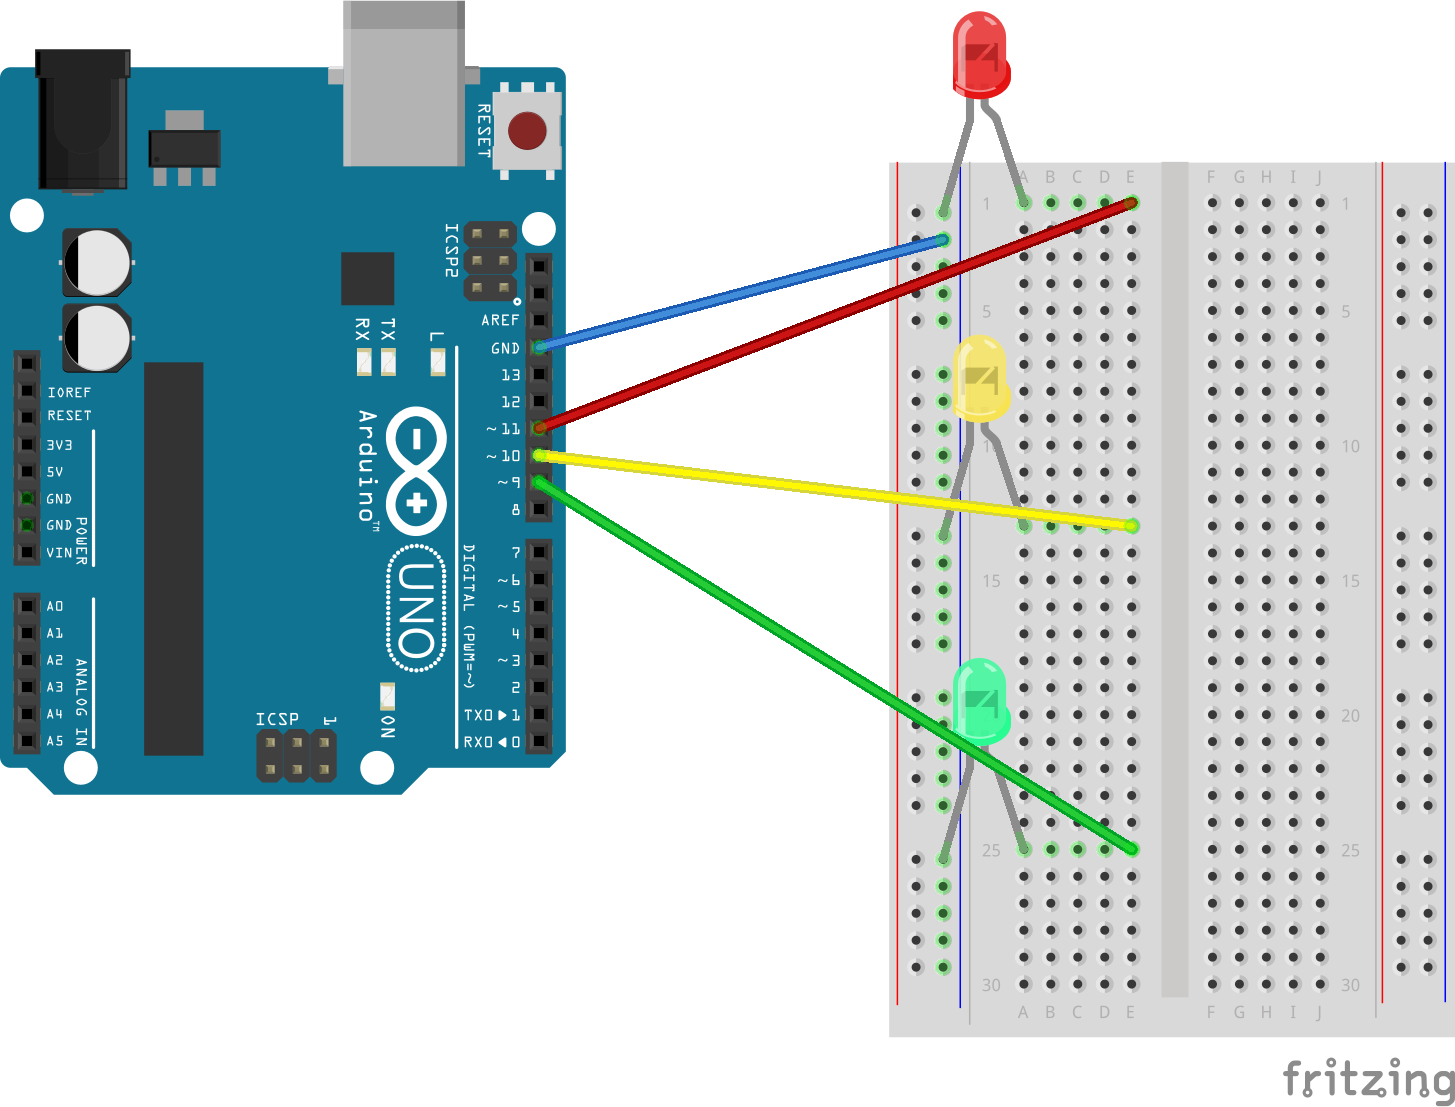 RESET
ICSP2
AREF
GND
13
12
~11
~10
~9
8
7
~6
~5
4
~3
2
TX0▶1
RX0◀0
RX
TX
L
IOREF
RESET
3V3
5V
GND
GND
VIN
POWER
A0
A1
A2
A3
A4
A5
ANALOG IN
Arduino™
UNO
DIGITAL (PWM=~)
ICSP
1
ON
A B C D E F G H I J
1 1
5 5
10 10
15 15
20 20
25 25
30 30
A B C D E F G H I J
fritzing